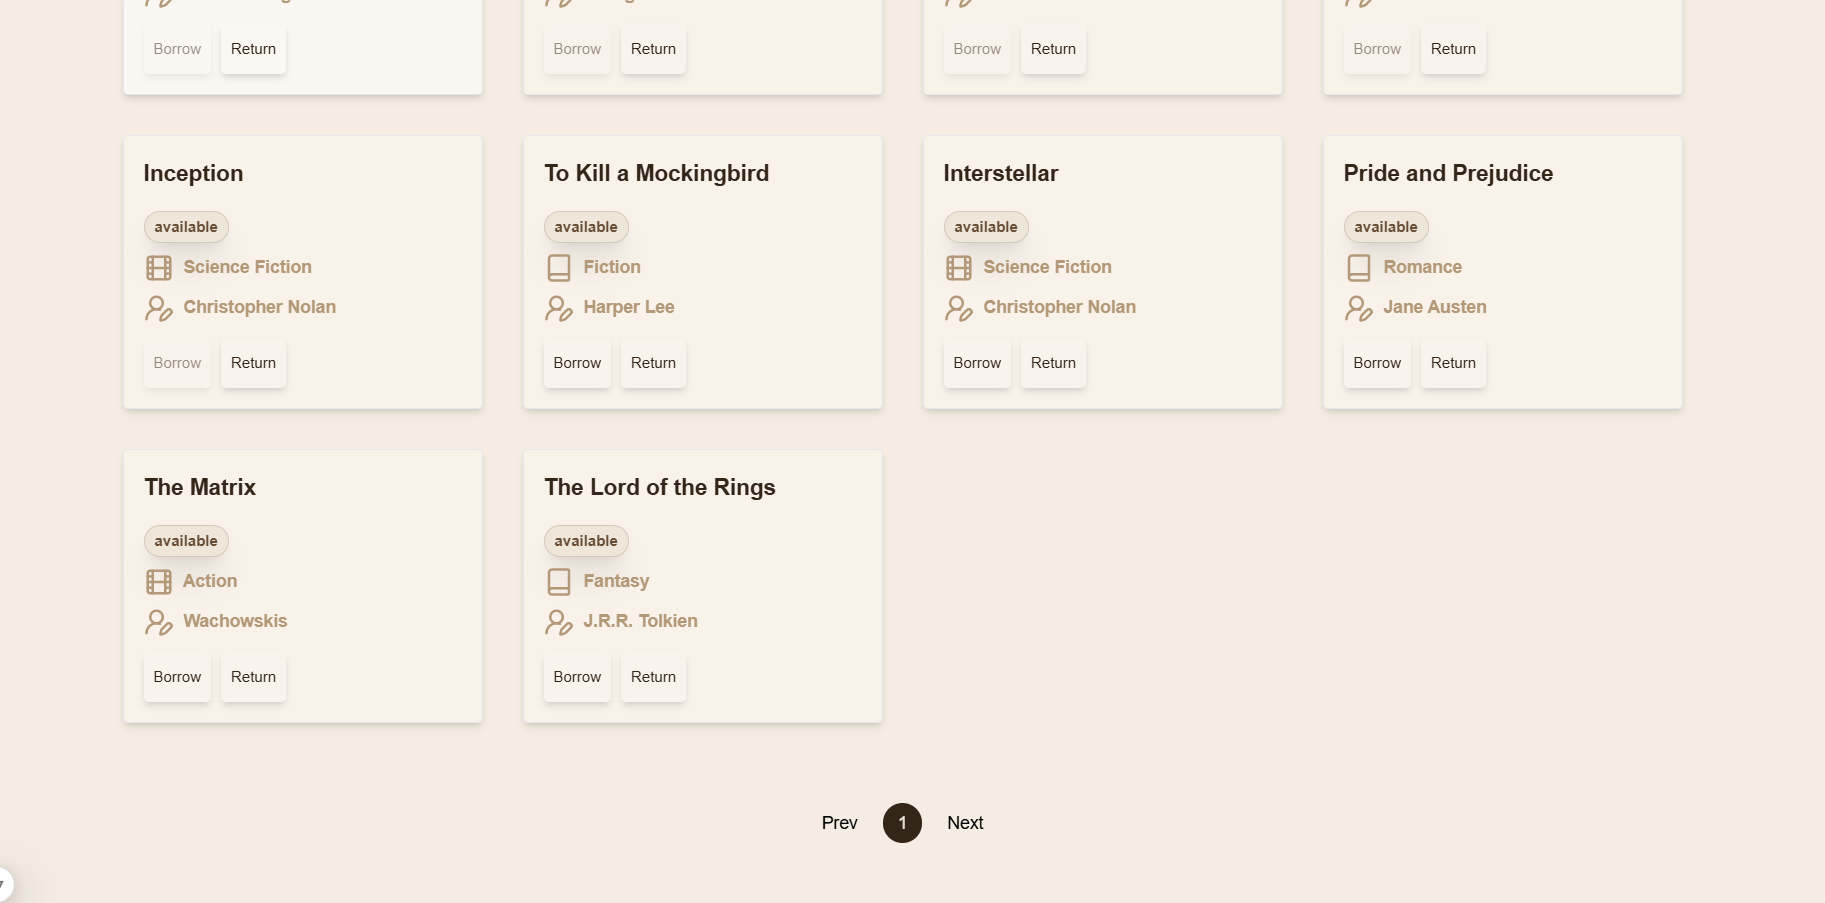 Borrow Return Borrow Return Borrow Return Borrow Return
Inception To Kill a Mockingbird Interstellar Pride and Prejudice
available available available available
Science Fiction Fiction Science Fiction Romance
Christopher Nolan Harper Lee Christopher Nolan Jane Austen
Borrow Return Borrow Return Borrow Return Borrow Return
The Matrix The Lord of the Rings
available available
Action Fantasy
Wachowskis J.R.R. Tolkien
Borrow Return Borrow Return
Prev 1 Next